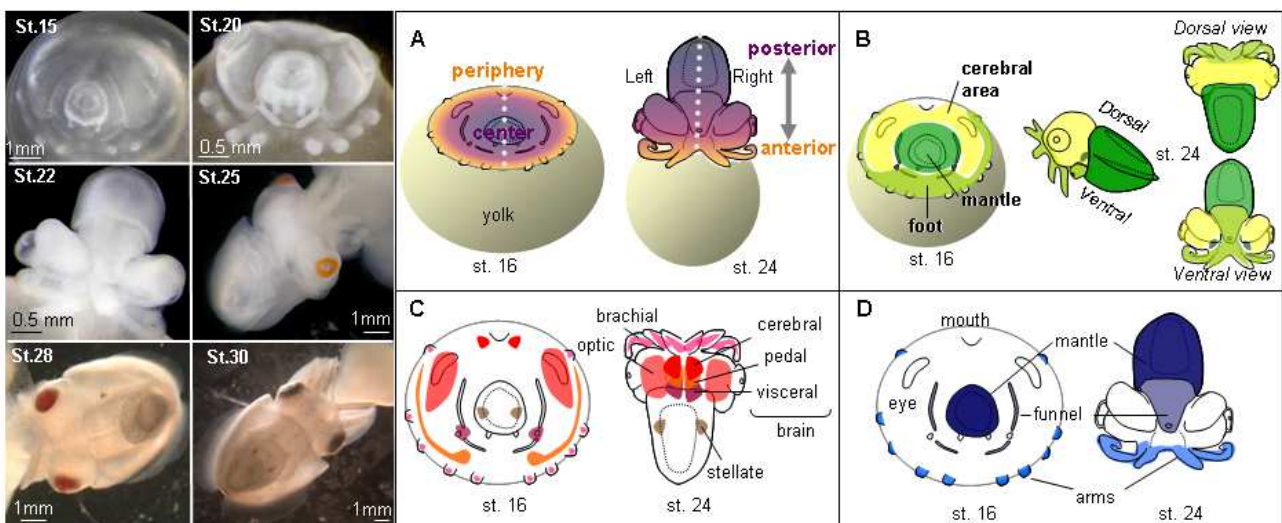 St.15
1mm
St.20
0.5 mm
St.22
0.5 mm
St.25
1mm
St.28
1mm
St.30
1mm
A
periphery
center
yolk
st. 16
Left
Right
posterior
anterior
st. 24
B
cerebral
area
mantle
foot
st. 16
Dorsal
Ventral
st. 24
Dorsal view
Ventral view
C
brachial
optic
cerebral
pedal
visceral
brain
stellate
st. 16
st. 24
D
mouth
mantle
eye
funnel
arms
st. 16
st. 24